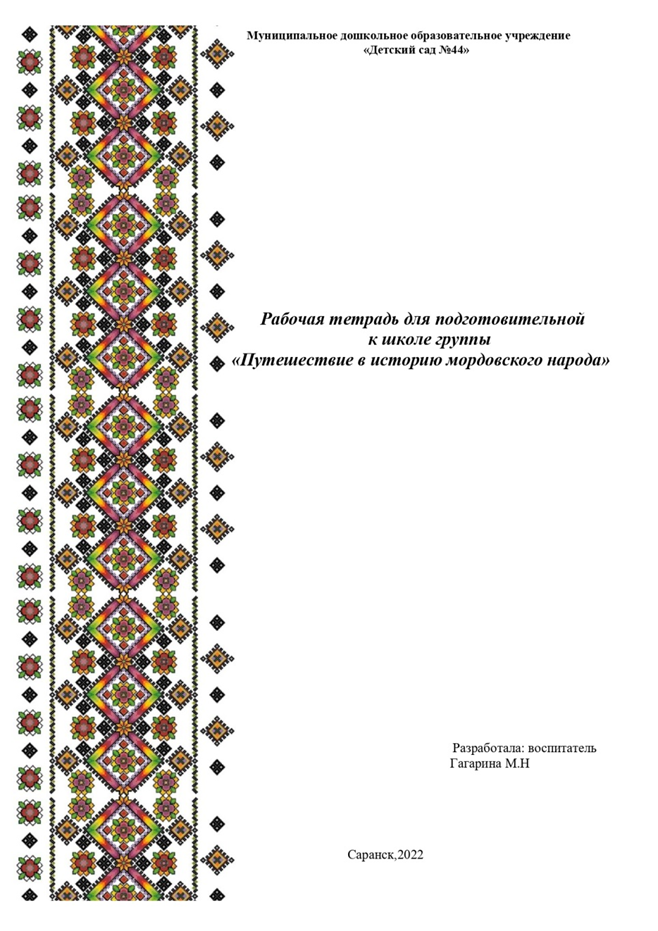 Муниципальное дошкольное образовательное учреждение
«Детский сад №44»
Рабочая тетрадь для подготовительной
к школе группы
«Путешествие в историю мордовского народа»
Разработала: воспитатель
Гагарина М.Н
Саранск,2022